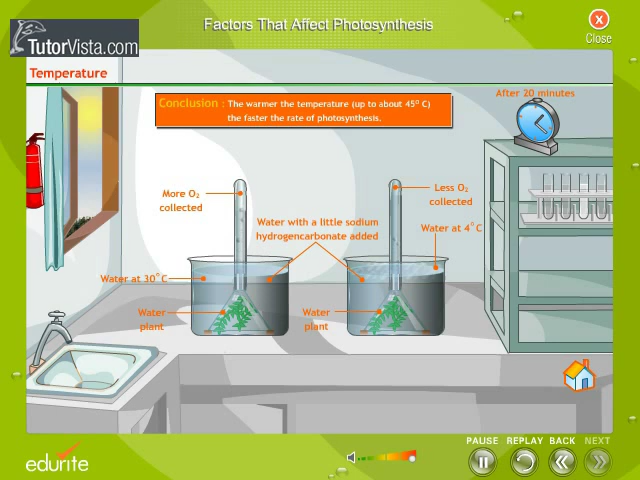 Factors That Affect Photosynthesis
TutorVista.com
Close
Temperature
After 20 minutes
Conclusion : The warmer the temperature (up to about 45° C)
the faster the rate of photosynthesis.
More O₂
collected
Less O₂
collected
Water with a little sodium
hydrogencarbonate added
Water at 4°C
Water at 30°C
Water
plant
Water
plant
PAUSE REPLAY BACK NEXT
edurite